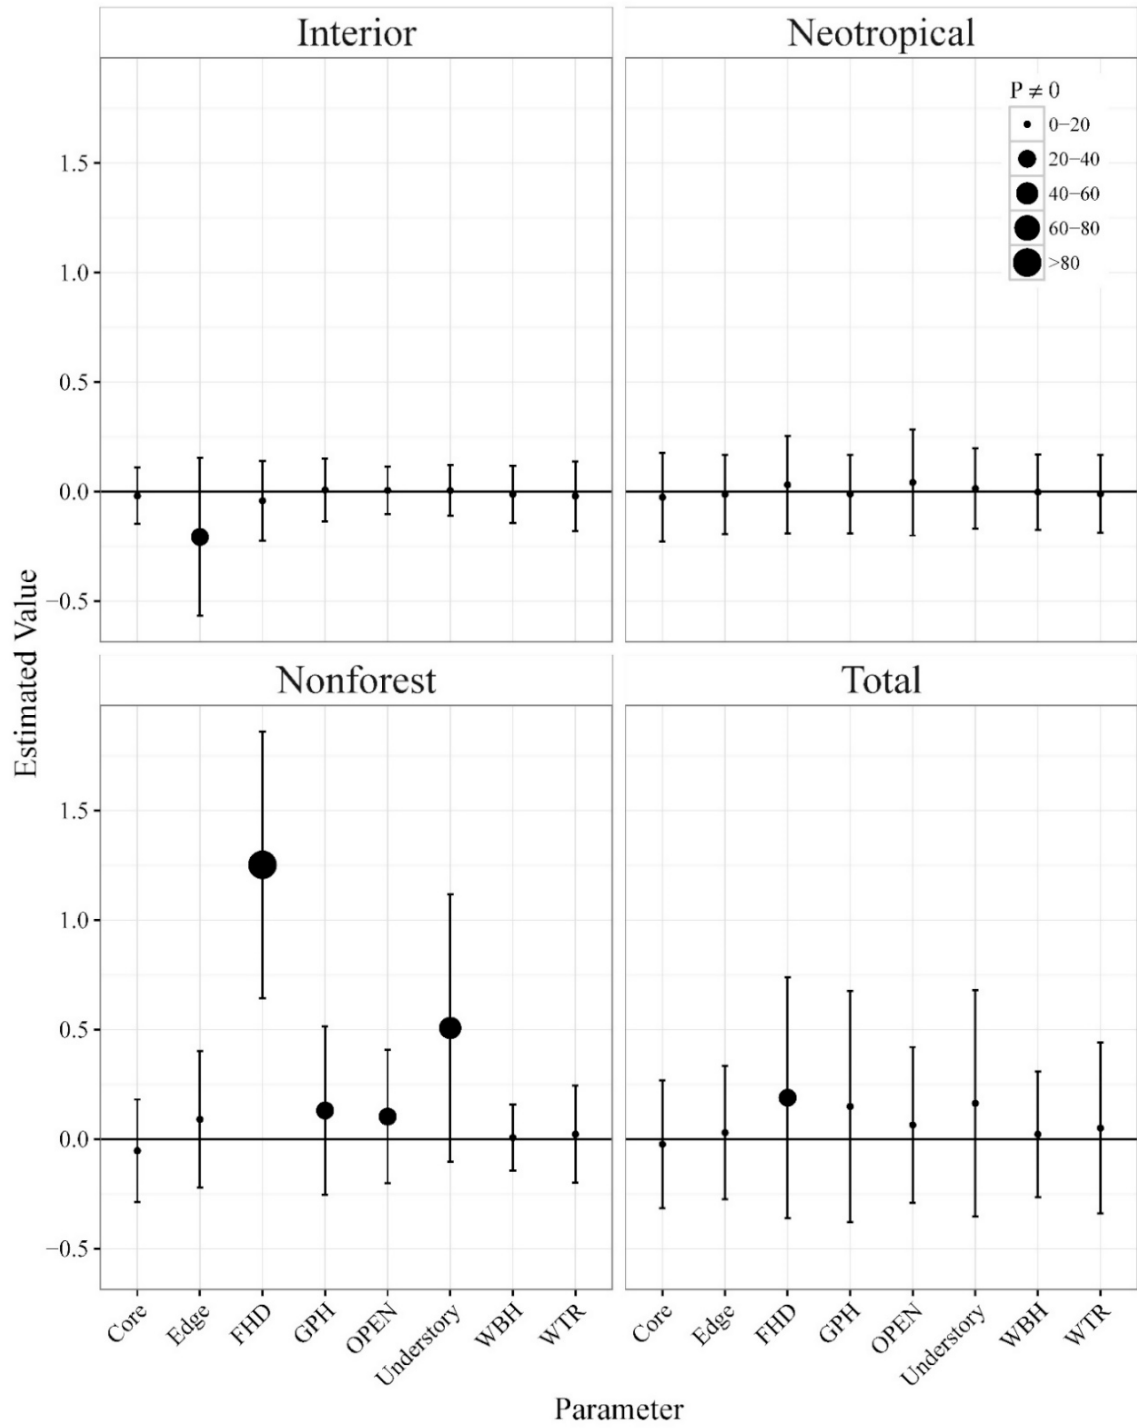 Interior
Neotropical
P ≠ 0
0−20
20−40
40−60
60−80
>80
1.5
1.0
0.5
0.0
−0.5
Estimated Value
Nonforest
Total
1.5
1.0
0.5
0.0
−0.5
Core
Edge
FHD
GPH
OPEN
Understory
WBH
WTR
Core
Edge
FHD
GPH
OPEN
Understory
WBH
WTR
Parameter